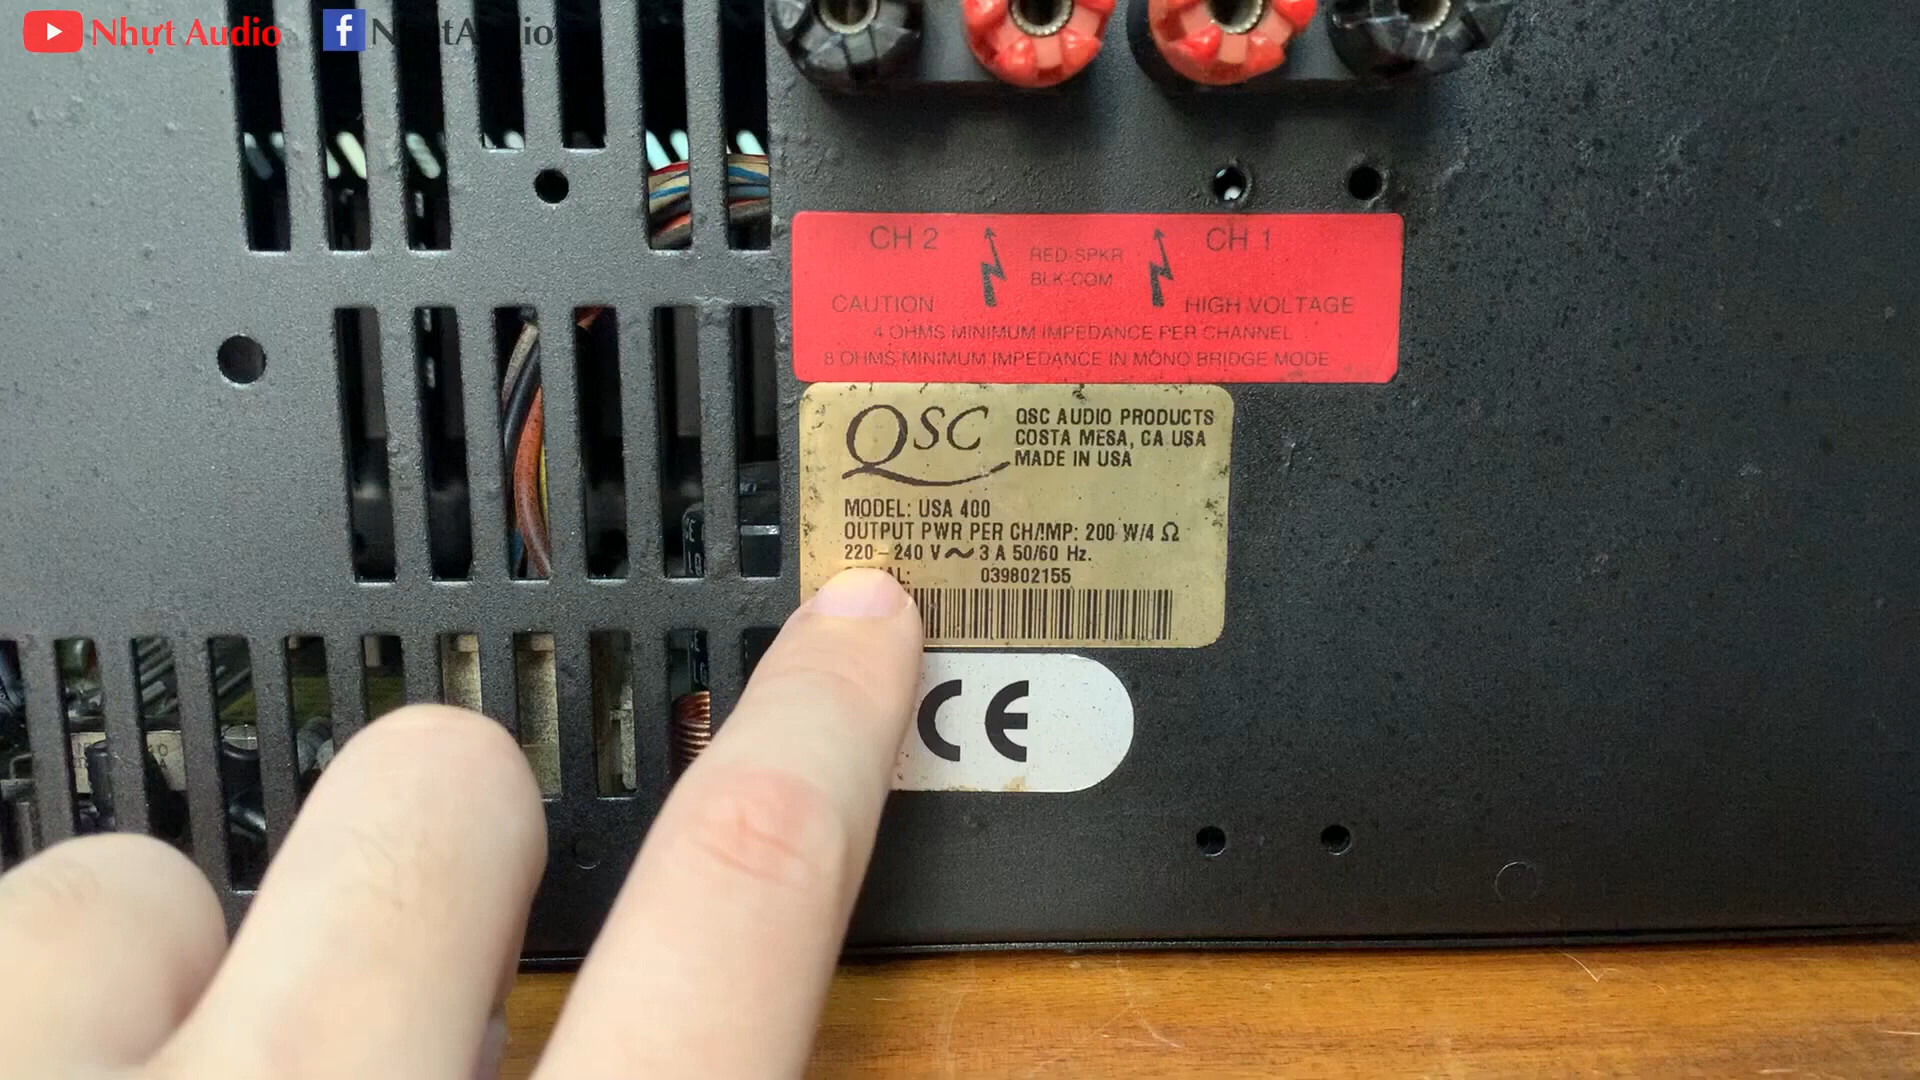 Nhựt Audio
f NhựtAudio
CH 2
CH 1
RED-SPKR
BLK-COM
CAUTION
HIGH VOLTAGE
4 OHMS MINIMUM IMPEDANCE PER CHANNEL
8 OHMS MINIMUM IMPEDANCE IN MONO BRIDGE MODE
QSC
QSC AUDIO PRODUCTS
COSTA MESA, CA USA
MADE IN USA
MODEL: USA 400
OUTPUT PWR PER CH/IMP: 200 W/4 Ω
220-240 V~3 A 50/60 Hz.
039802155
CE